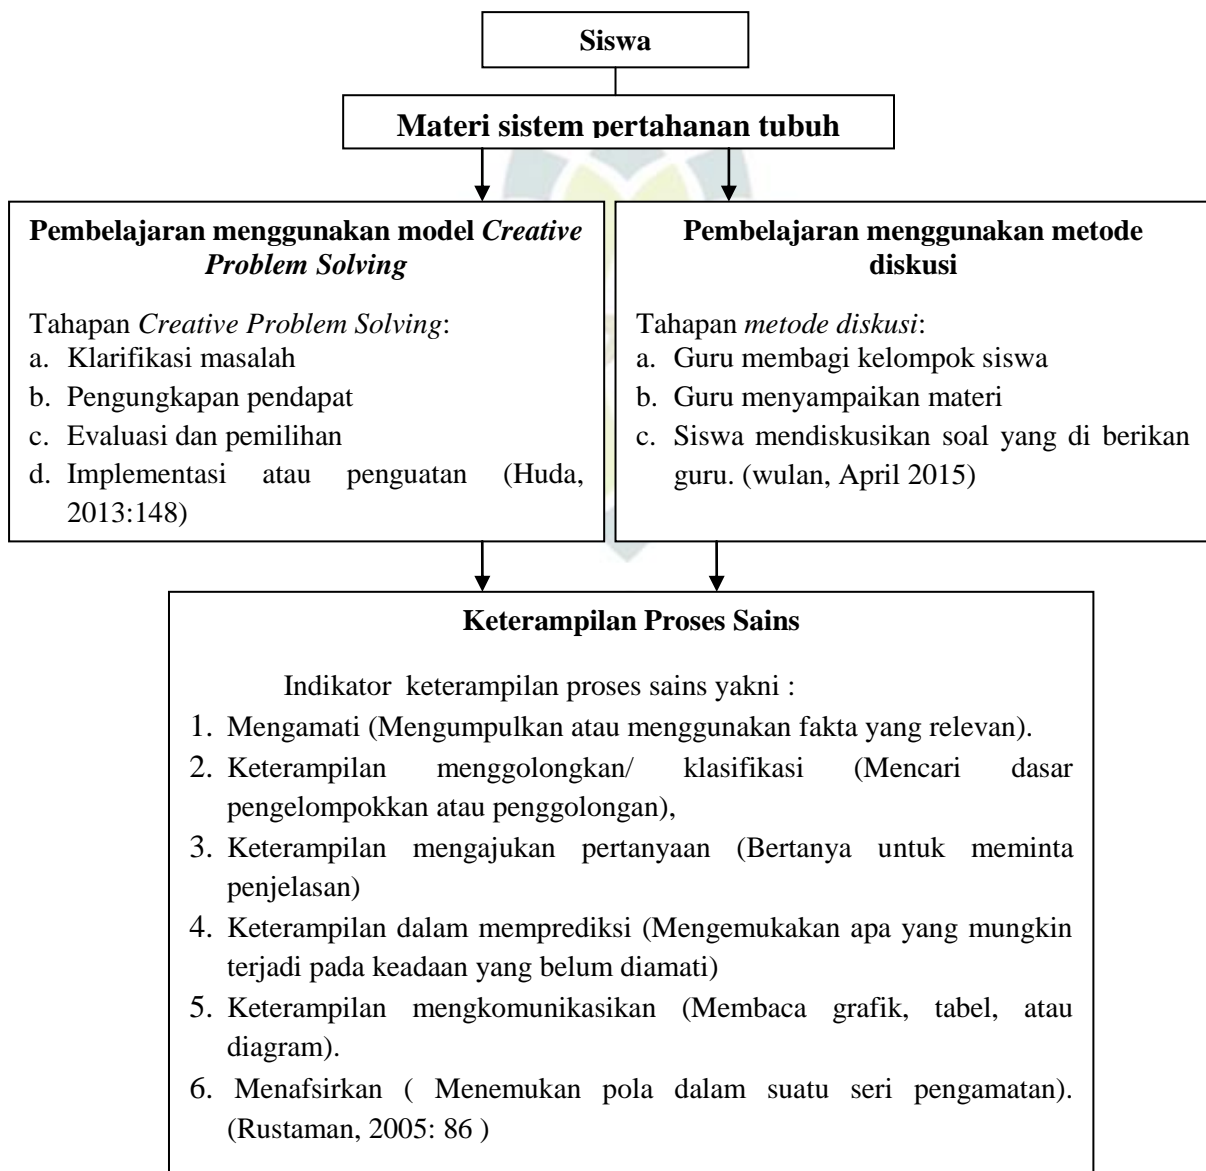 Siswa
Materi sistem pertahanan tubuh
Pembelajaran menggunakan model Creative
Problem Solving
Tahapan Creative Problem Solving:
a. Klarifikasi masalah
b. Pengungkapan pendapat
c. Evaluasi dan pemilihan
d. Implementasi atau penguatan (Huda,
2013:148)
Pembelajaran menggunakan metode
diskusi
Tahapan metode diskusi:
a. Guru membagi kelompok siswa
b. Guru menyampaikan materi
c. Siswa mendiskusikan soal yang di berikan
guru. (wulan, April 2015)
Keterampilan Proses Sains
Indikator keterampilan proses sains yakni :
1. Mengamati (Mengumpulkan atau menggunakan fakta yang relevan).
2. Keterampilan menggolongkan/ klasifikasi (Mencari dasar
pengelompokkan atau penggolongan),
3. Keterampilan mengajukan pertanyaan (Bertanya untuk meminta
penjelasan)
4. Keterampilan dalam memprediksi (Mengemukakan apa yang mungkin
terjadi pada keadaan yang belum diamati)
5. Keterampilan mengkomunikasikan (Membaca grafik, tabel, atau
diagram).
6. Menafsirkan ( Menemukan pola dalam suatu seri pengamatan).
(Rustaman, 2005: 86 )